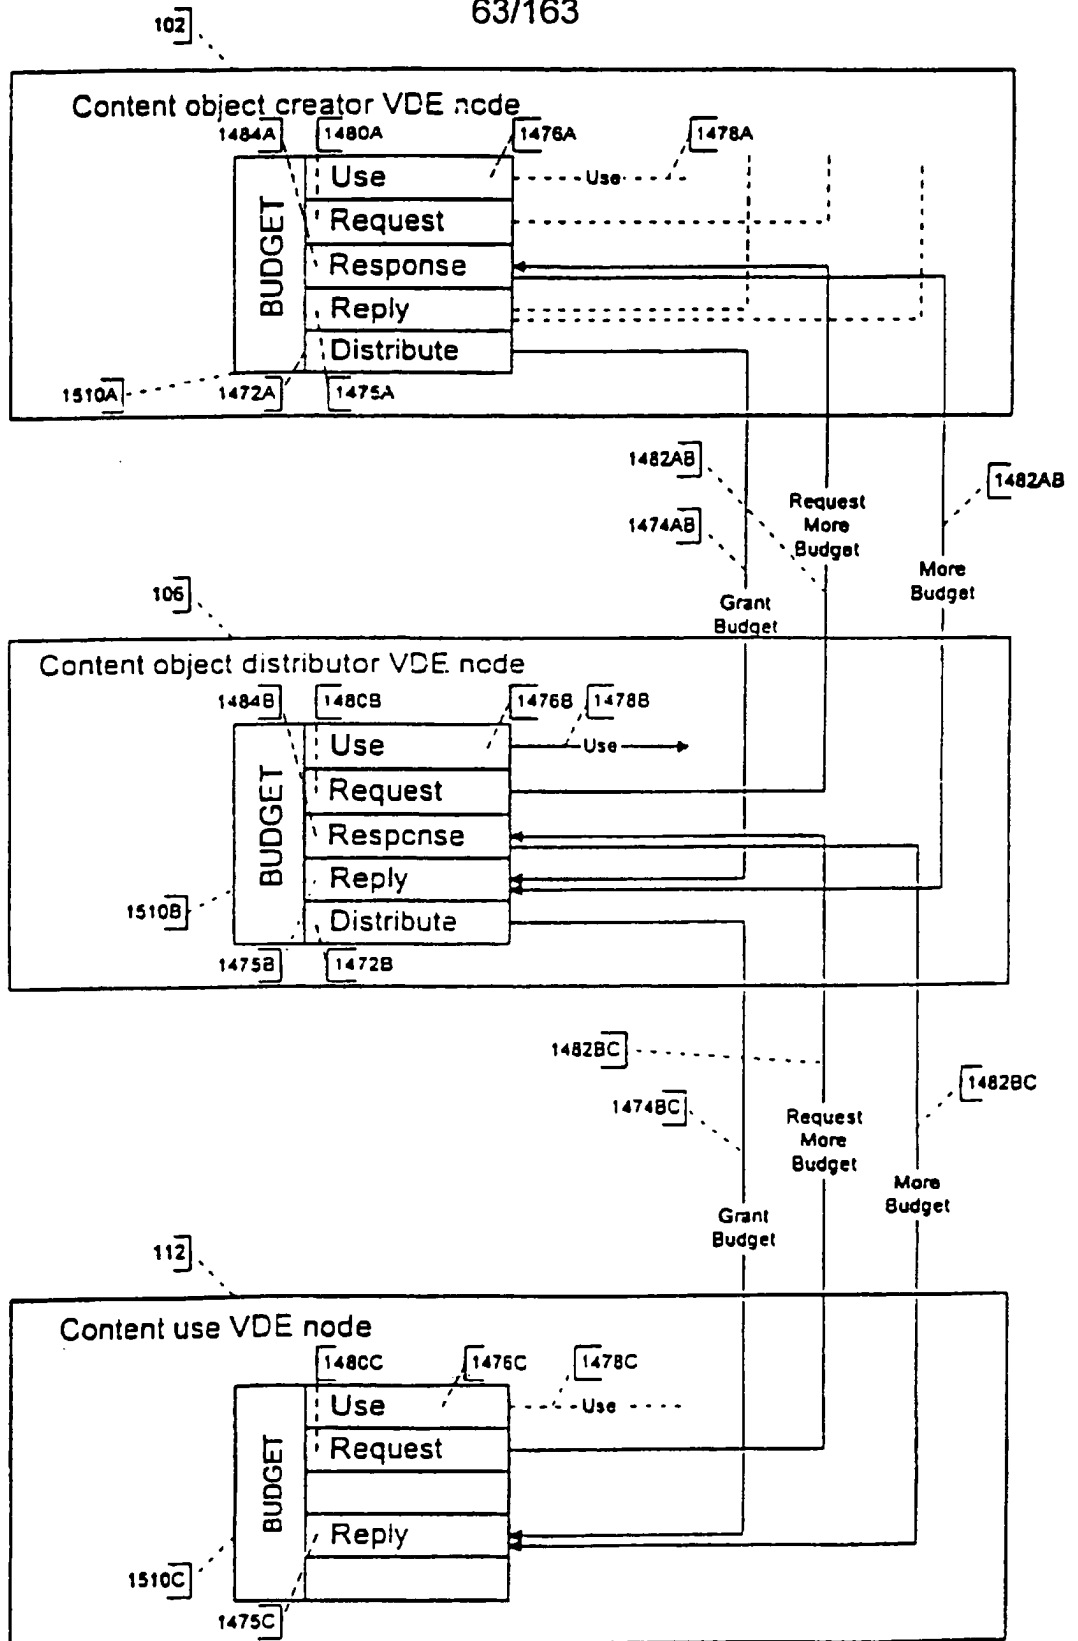 63/163
102
Content object creator VDE node
1484A
1480A
1476A
1478A
BUDGET
Use
Use
Request
Response
Reply
Distribute
1510A
1472A
1475A
1482AB
1482AB
1474AB
Request
More
Budget
More
Budget
Grant
Budget
106
Content object distributor VDE node
1484B
1480B
1476B
1478B
BUDGET
Use
Use
Request
Response
Reply
Distribute
1510B
1475B
1472B
1482BC
1482BC
1474BC
Request
More
Budget
More
Budget
Grant
Budget
112
Content use VDE node
1480C
1476C
1478C
BUDGET
Use
Use
Request
Reply
1510C
1475C